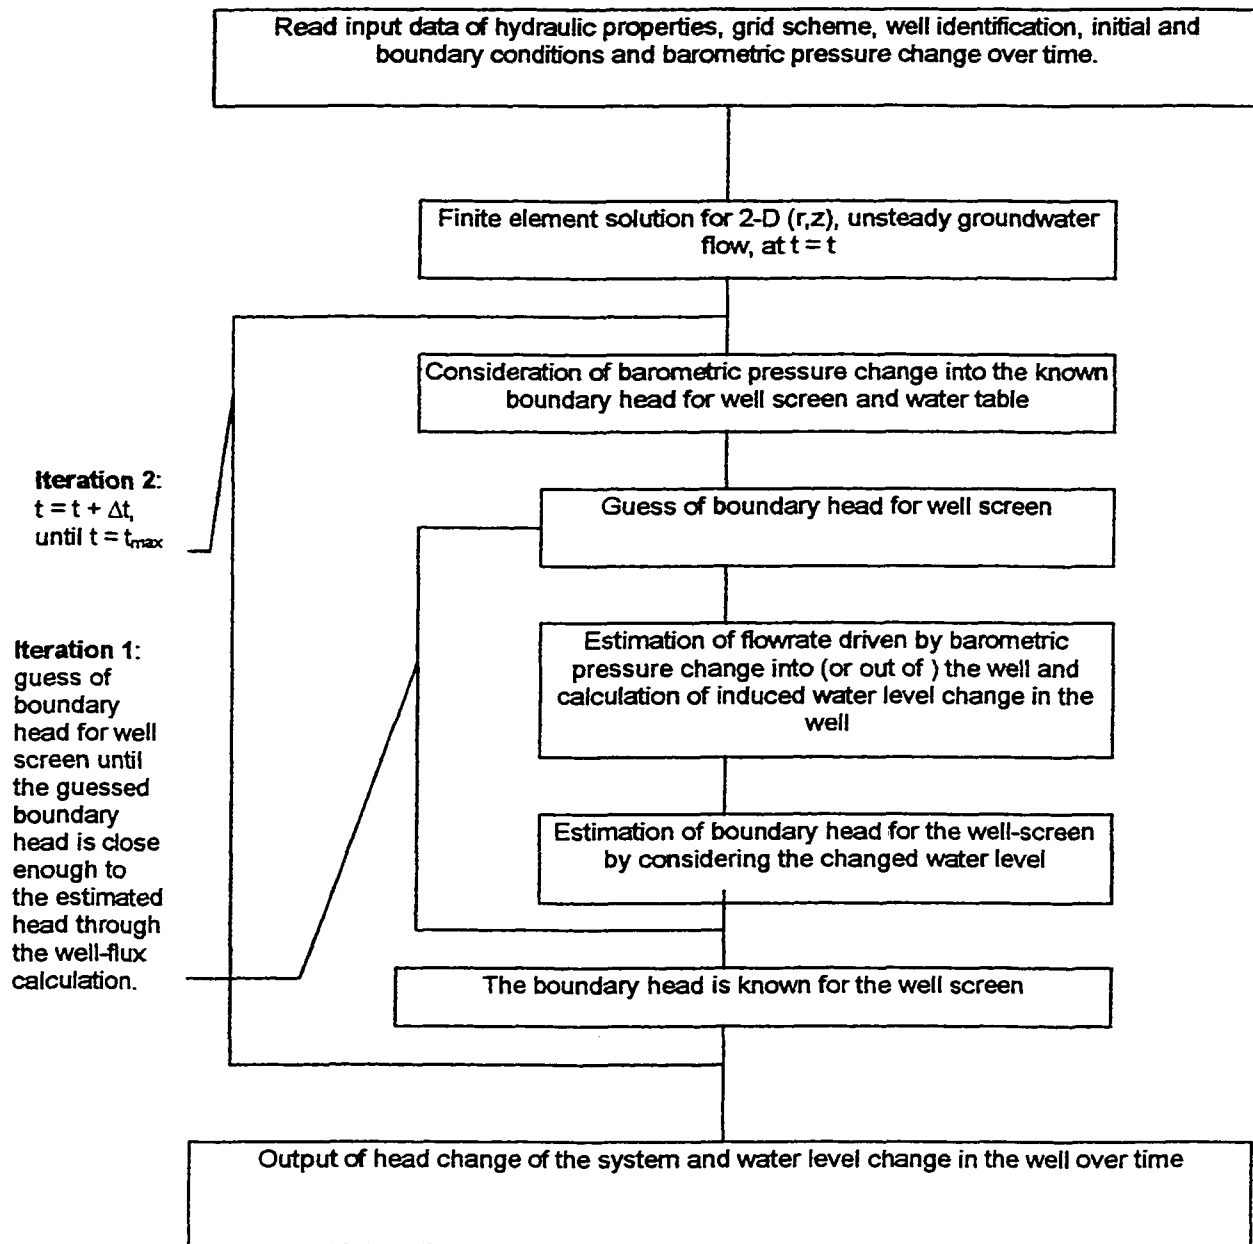 Read input data of hydraulic properties, grid scheme, well identification, initial and
boundary conditions and barometric pressure change over time.
Finite element solution for 2-D (r,z), unsteady groundwater
flow, at t = t
Consideration of barometric pressure change into the known
boundary head for well screen and water table
Iteration 2:
t = t + Δt,
until t = tmax
Guess of boundary head for well screen
Estimation of flowrate driven by barometric
pressure change into (or out of ) the well and
calculation of induced water level change in the
well
Iteration 1:
guess of
boundary
head for well
screen until
the guessed
boundary
head is close
enough to
the estimated
head through
the well-flux
calculation.
Estimation of boundary head for the well-screen
by considering the changed water level
The boundary head is known for the well screen
Output of head change of the system and water level change in the well over time